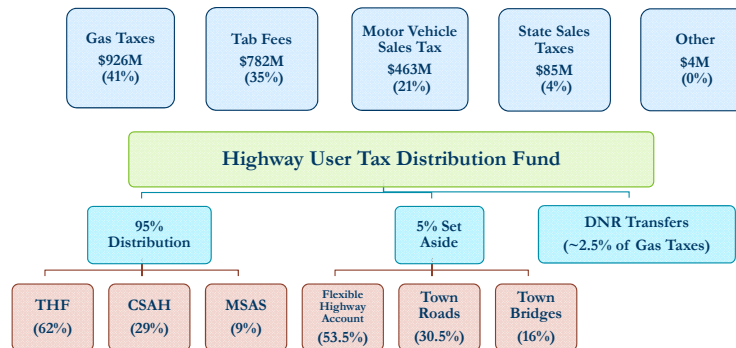 Gas Taxes
$926M
(41%)
Tab Fees
$782M
(35%)
Motor Vehicle
Sales Tax
$463M
(21%)
State Sales
Taxes
$85M
(4%)
Other
$4M
(0%)
Highway User Tax Distribution Fund
95%
Distribution
5% Set
Aside
DNR Transfers
(~2.5% of Gas Taxes)
THF
(62%)
CSAH
(29%)
MSAS
(9%)
Flexible
Highway
Account
(53.5%)
Town
Roads
(30.5%)
Town
Bridges
(16%)